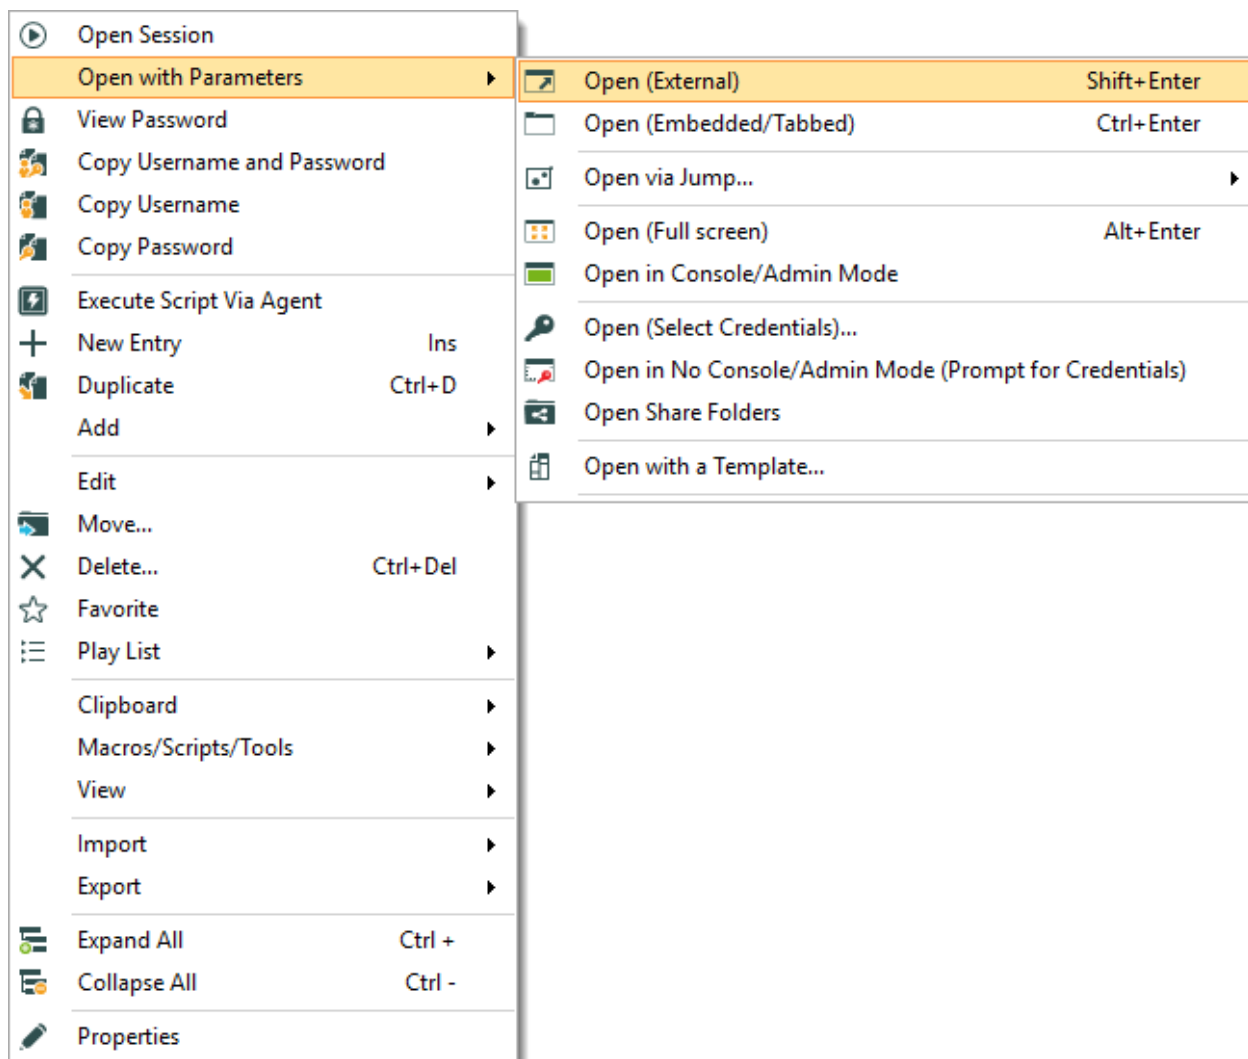 Open Session
Open with Parameters
View Password
Copy Username and Password
Copy Username
Copy Password
Execute Script Via Agent
New Entry Ins
Duplicate Ctrl+D
Add
Edit
Move...
Delete... Ctrl+Del
Favorite
Play List
Clipboard
Macros/Scripts/Tools
View
Import
Export
Expand All Ctrl +
Collapse All Ctrl -
Properties
Open (External) Shift+Enter
Open (Embedded/Tabbed) Ctrl+Enter
Open via Jump...
Open (Full screen) Alt+Enter
Open in Console/Admin Mode
Open (Select Credentials)...
Open in No Console/Admin Mode (Prompt for Credentials)
Open Share Folders
Open with a Template...